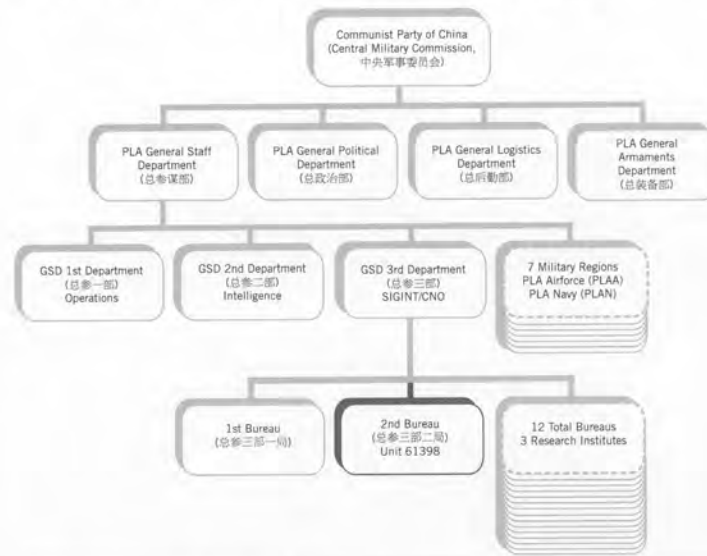 Communist Party of China
(Central Military Commission,
中央军事委员会)
PLA General Staff
Department
(总参谋部)
PLA General Political
Department
(总政治部)
PLA General Logistics
Department
(总后勤部)
PLA General
Armaments
Department
(总装备部)
GSD 1st Department
(总参一部)
Operations
GSD 2nd Department
(总参二部)
Intelligence
GSD 3rd Department
(总参三部)
SIGINT/CNO
7 Military Regions
PLA Airforce (PLAA)
PLA Navy (PLAN)
1st Bureau
(总参三部一局)
2nd Bureau
(总参三部二局)
Unit 61398
12 Total Bureaus
3 Research Institutes